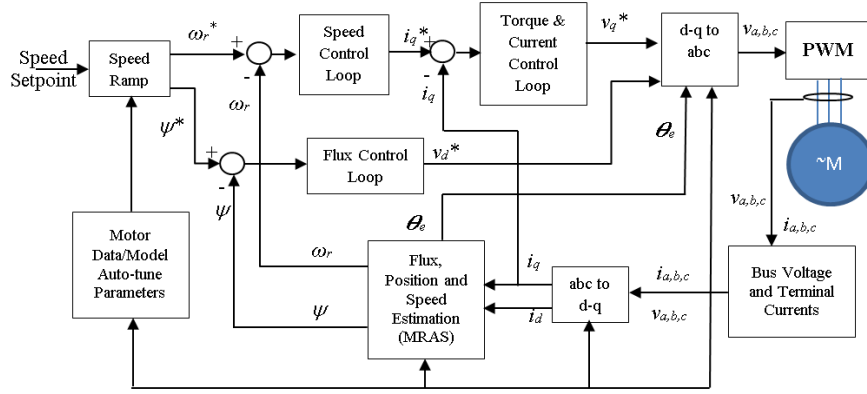 Speed
Setpoint
Speed
Ramp
ωr*
+
-
ωr
Speed
Control
Loop
iq*
+
-
iq
Torque &
Current
Control
Loop
vq*
d-q to
abc
va,b,c
PWM
~M
ψ*
+
-
ψ
Flux Control
Loop
vd*
θe
θe
va,b,c
ia,b,c
Motor
Data/Model
Auto-tune
Parameters
ωr
ψ
Flux,
Position and
Speed
Estimation
(MRAS)
iq
id
abc to
d-q
ia,b,c
va,b,c
Bus Voltage
and Terminal
Currents